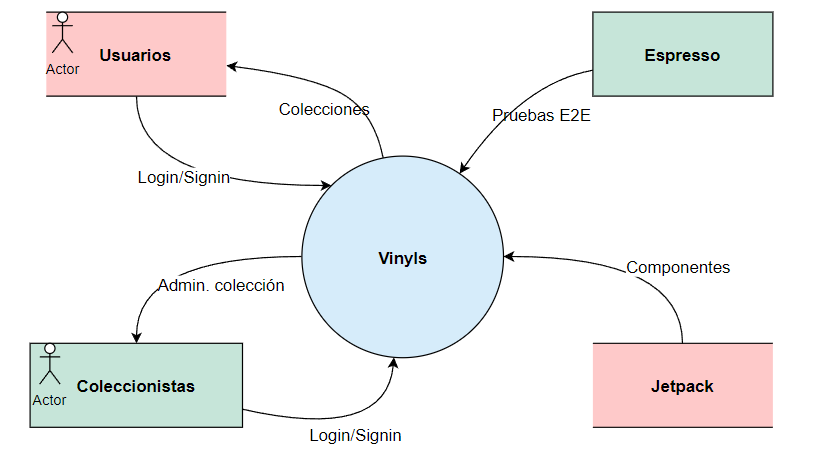 Usuarios
Actor
Espresso
Colecciones
Pruebas E2E
Login/Signin
Vinyls
Componentes
Admin. colección
Coleccionistas
Actor
Jetpack
Login/Signin